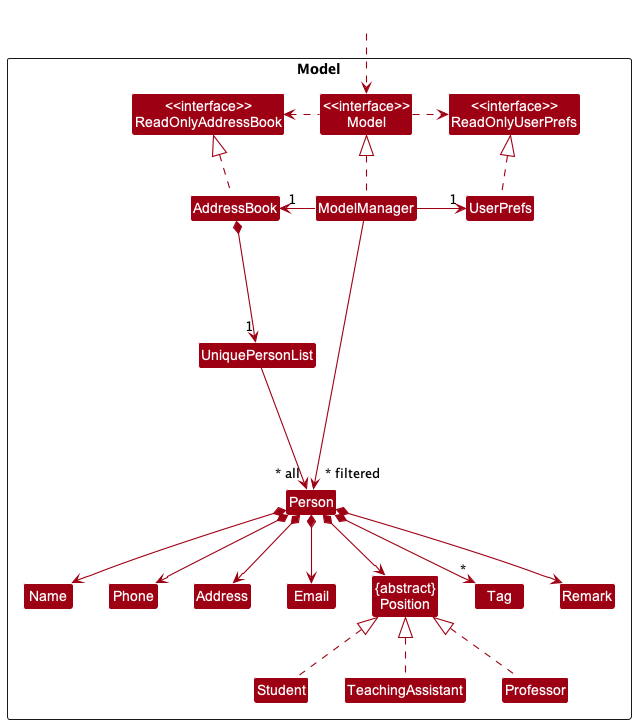 Model
<<interface>>
ReadOnlyAddressBook
<<interface>>
Model
<<interface>>
ReadOnlyUserPrefs
AddressBook
1
ModelManager
1
UserPrefs
1
UniquePersonList
* all
* filtered
Person
*
Name
Phone
Address
Email
{abstract}
Position
Tag
Remark
Student
TeachingAssistant
Professor